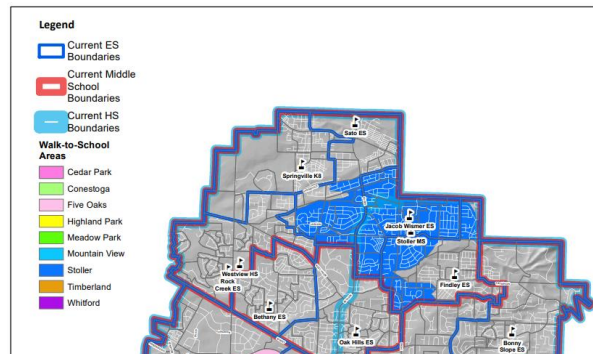 Legend
Current ES
Boundaries
Current Middle
School
Boundaries
Current HS
Boundaries
Walk-to-School
Areas
Cedar Park
Conestoga
Five Oaks
Highland Park
Meadow Park
Mountain View
Stoller
Timberland
Whitford
Sato ES
Springville K8
Jacob Wismer ES
Stoller MS
Westview HS
Rock
Creek ES
Findley ES
Bethany ES
Oak Hills ES
Bonny
Slope ES